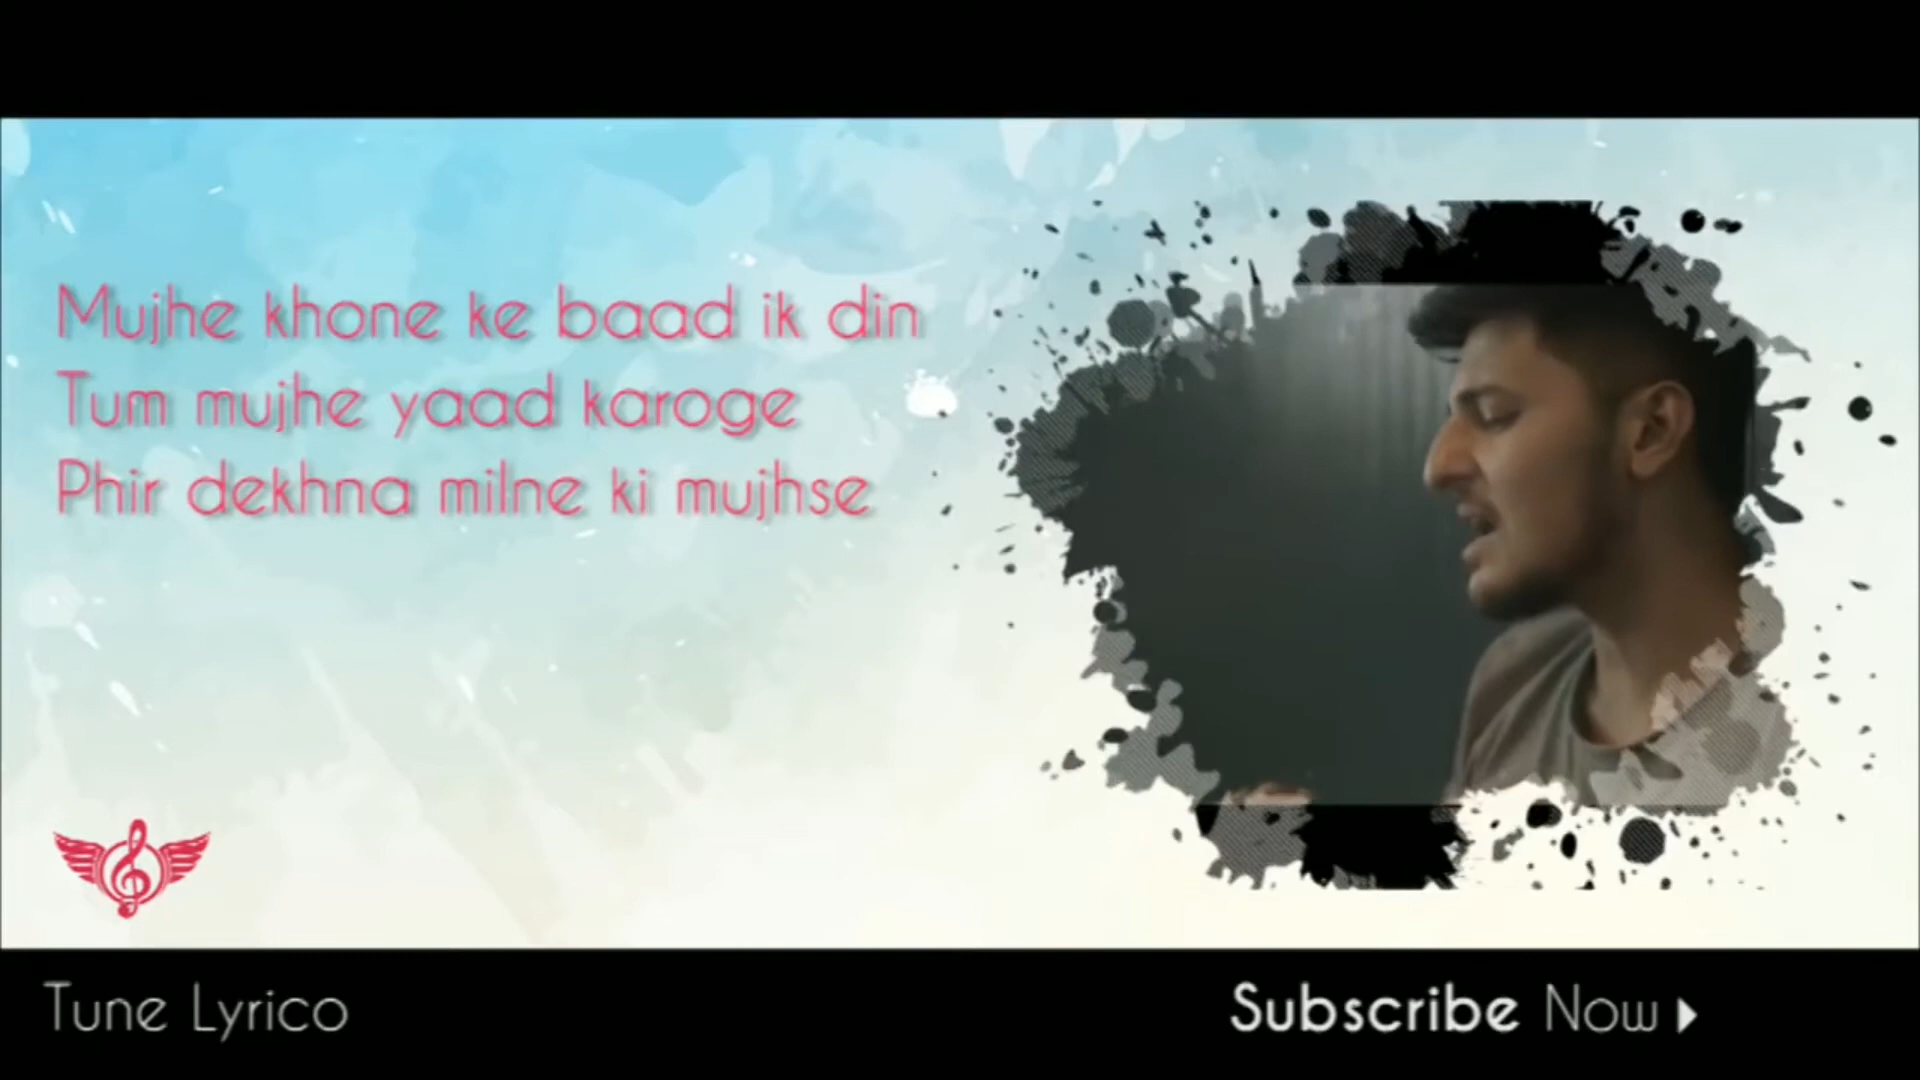 Mujhe khone ke baad ik din
Tum mujhe yaad karoge
Phir dekhna milne ki mujhse
Tune Lyrico
Subscribe Now